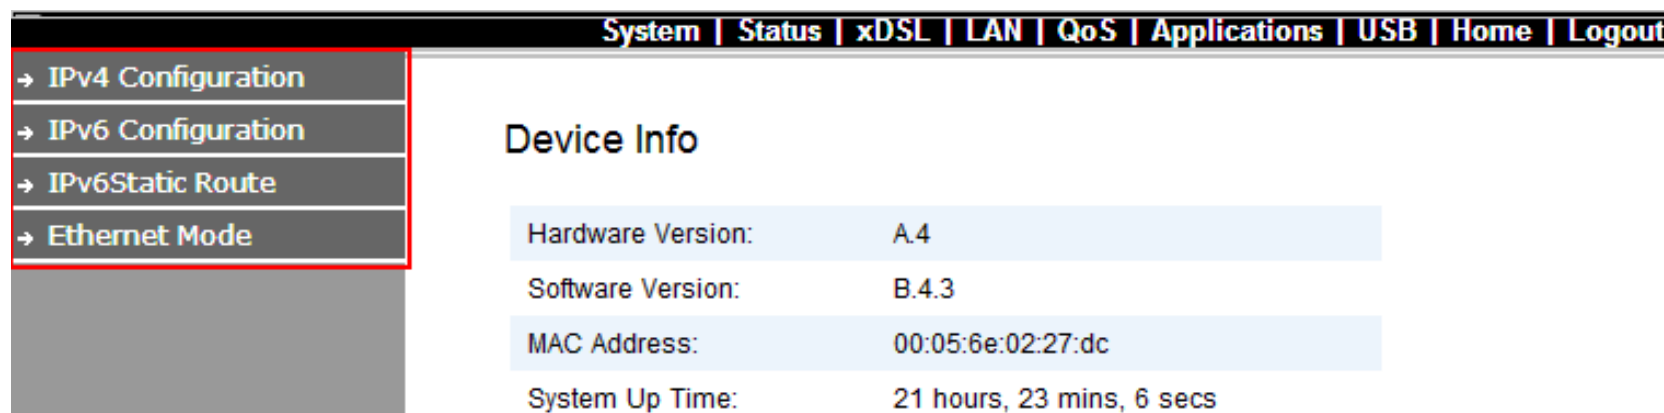 System | Status | xDSL | LAN | QoS | Applications | USB | Home | Logout
→ IPv4 Configuration
→ IPv6 Configuration
→ IPv6Static Route
→ Ethernet Mode
Device Info
Hardware Version: A.4
Software Version: B.4.3
MAC Address: 00:05:6e:02:27:dc
System Up Time: 21 hours, 23 mins, 6 secs